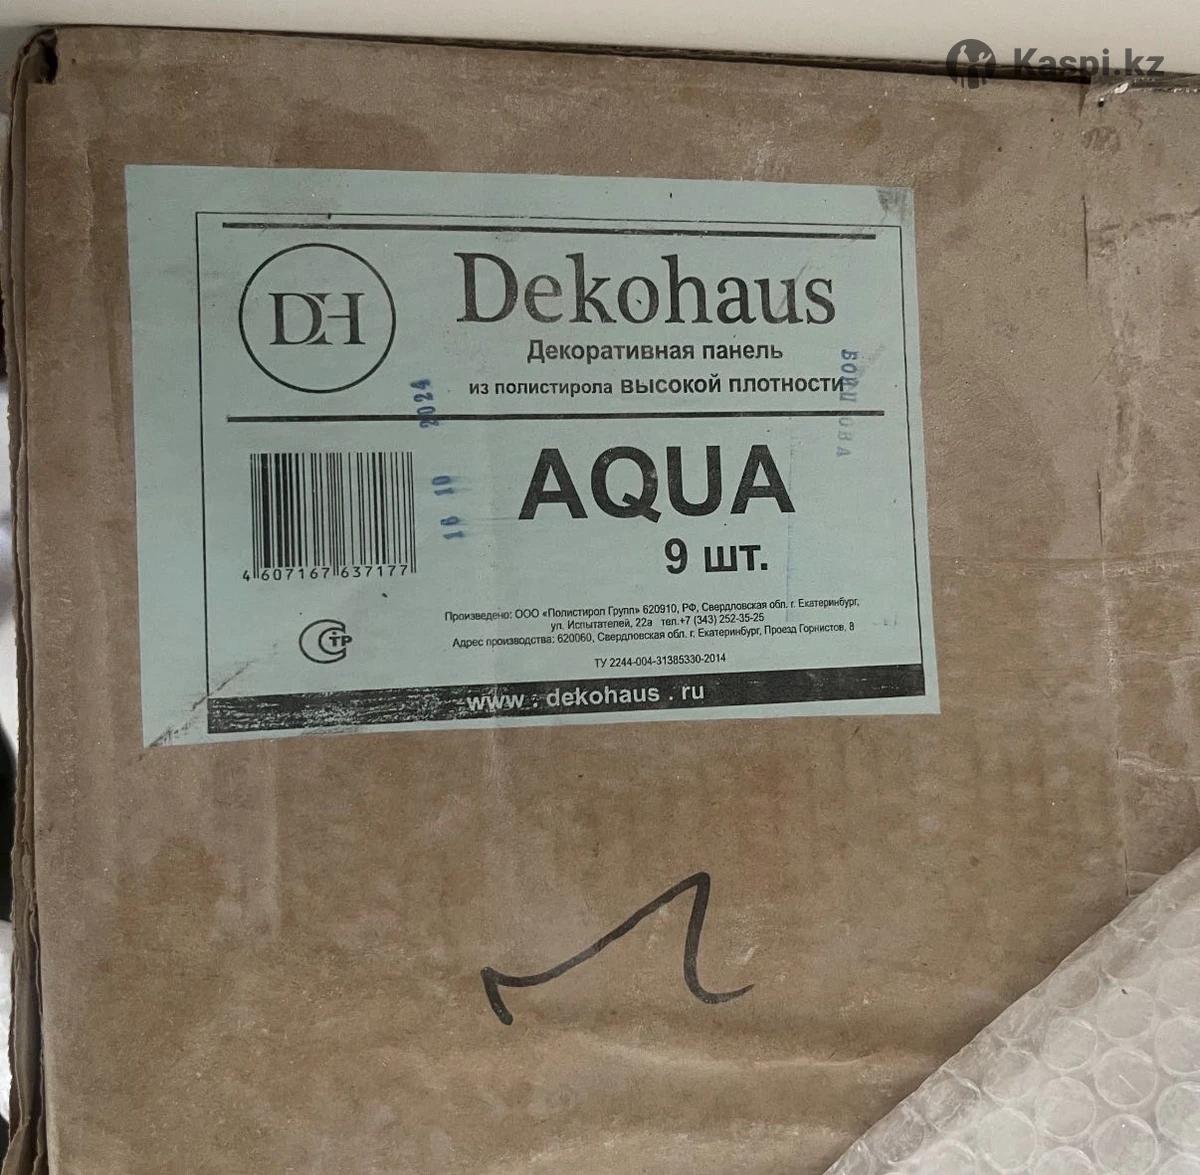 Kaspi.kz
DH
Dekohaus
Декоративная панель
из полистирола ВЫСОКОЙ ПЛОТНОСТИ
2024
16 10
AQUA
9 шт.
4 607167 637177
СТР
Произведено: ООО «Полистирол Групп» 620910, РФ, Свердловская обл. г. Екатеринбург,
ул. Испытателей, 22а тел.+7 (343) 252-35-25
Адрес производства: 620060, Свердловская обл. г. Екатеринбург, Проезд Горнистов, 8
ТУ 2244-004-31385330-2014
www . dekohaus . ru